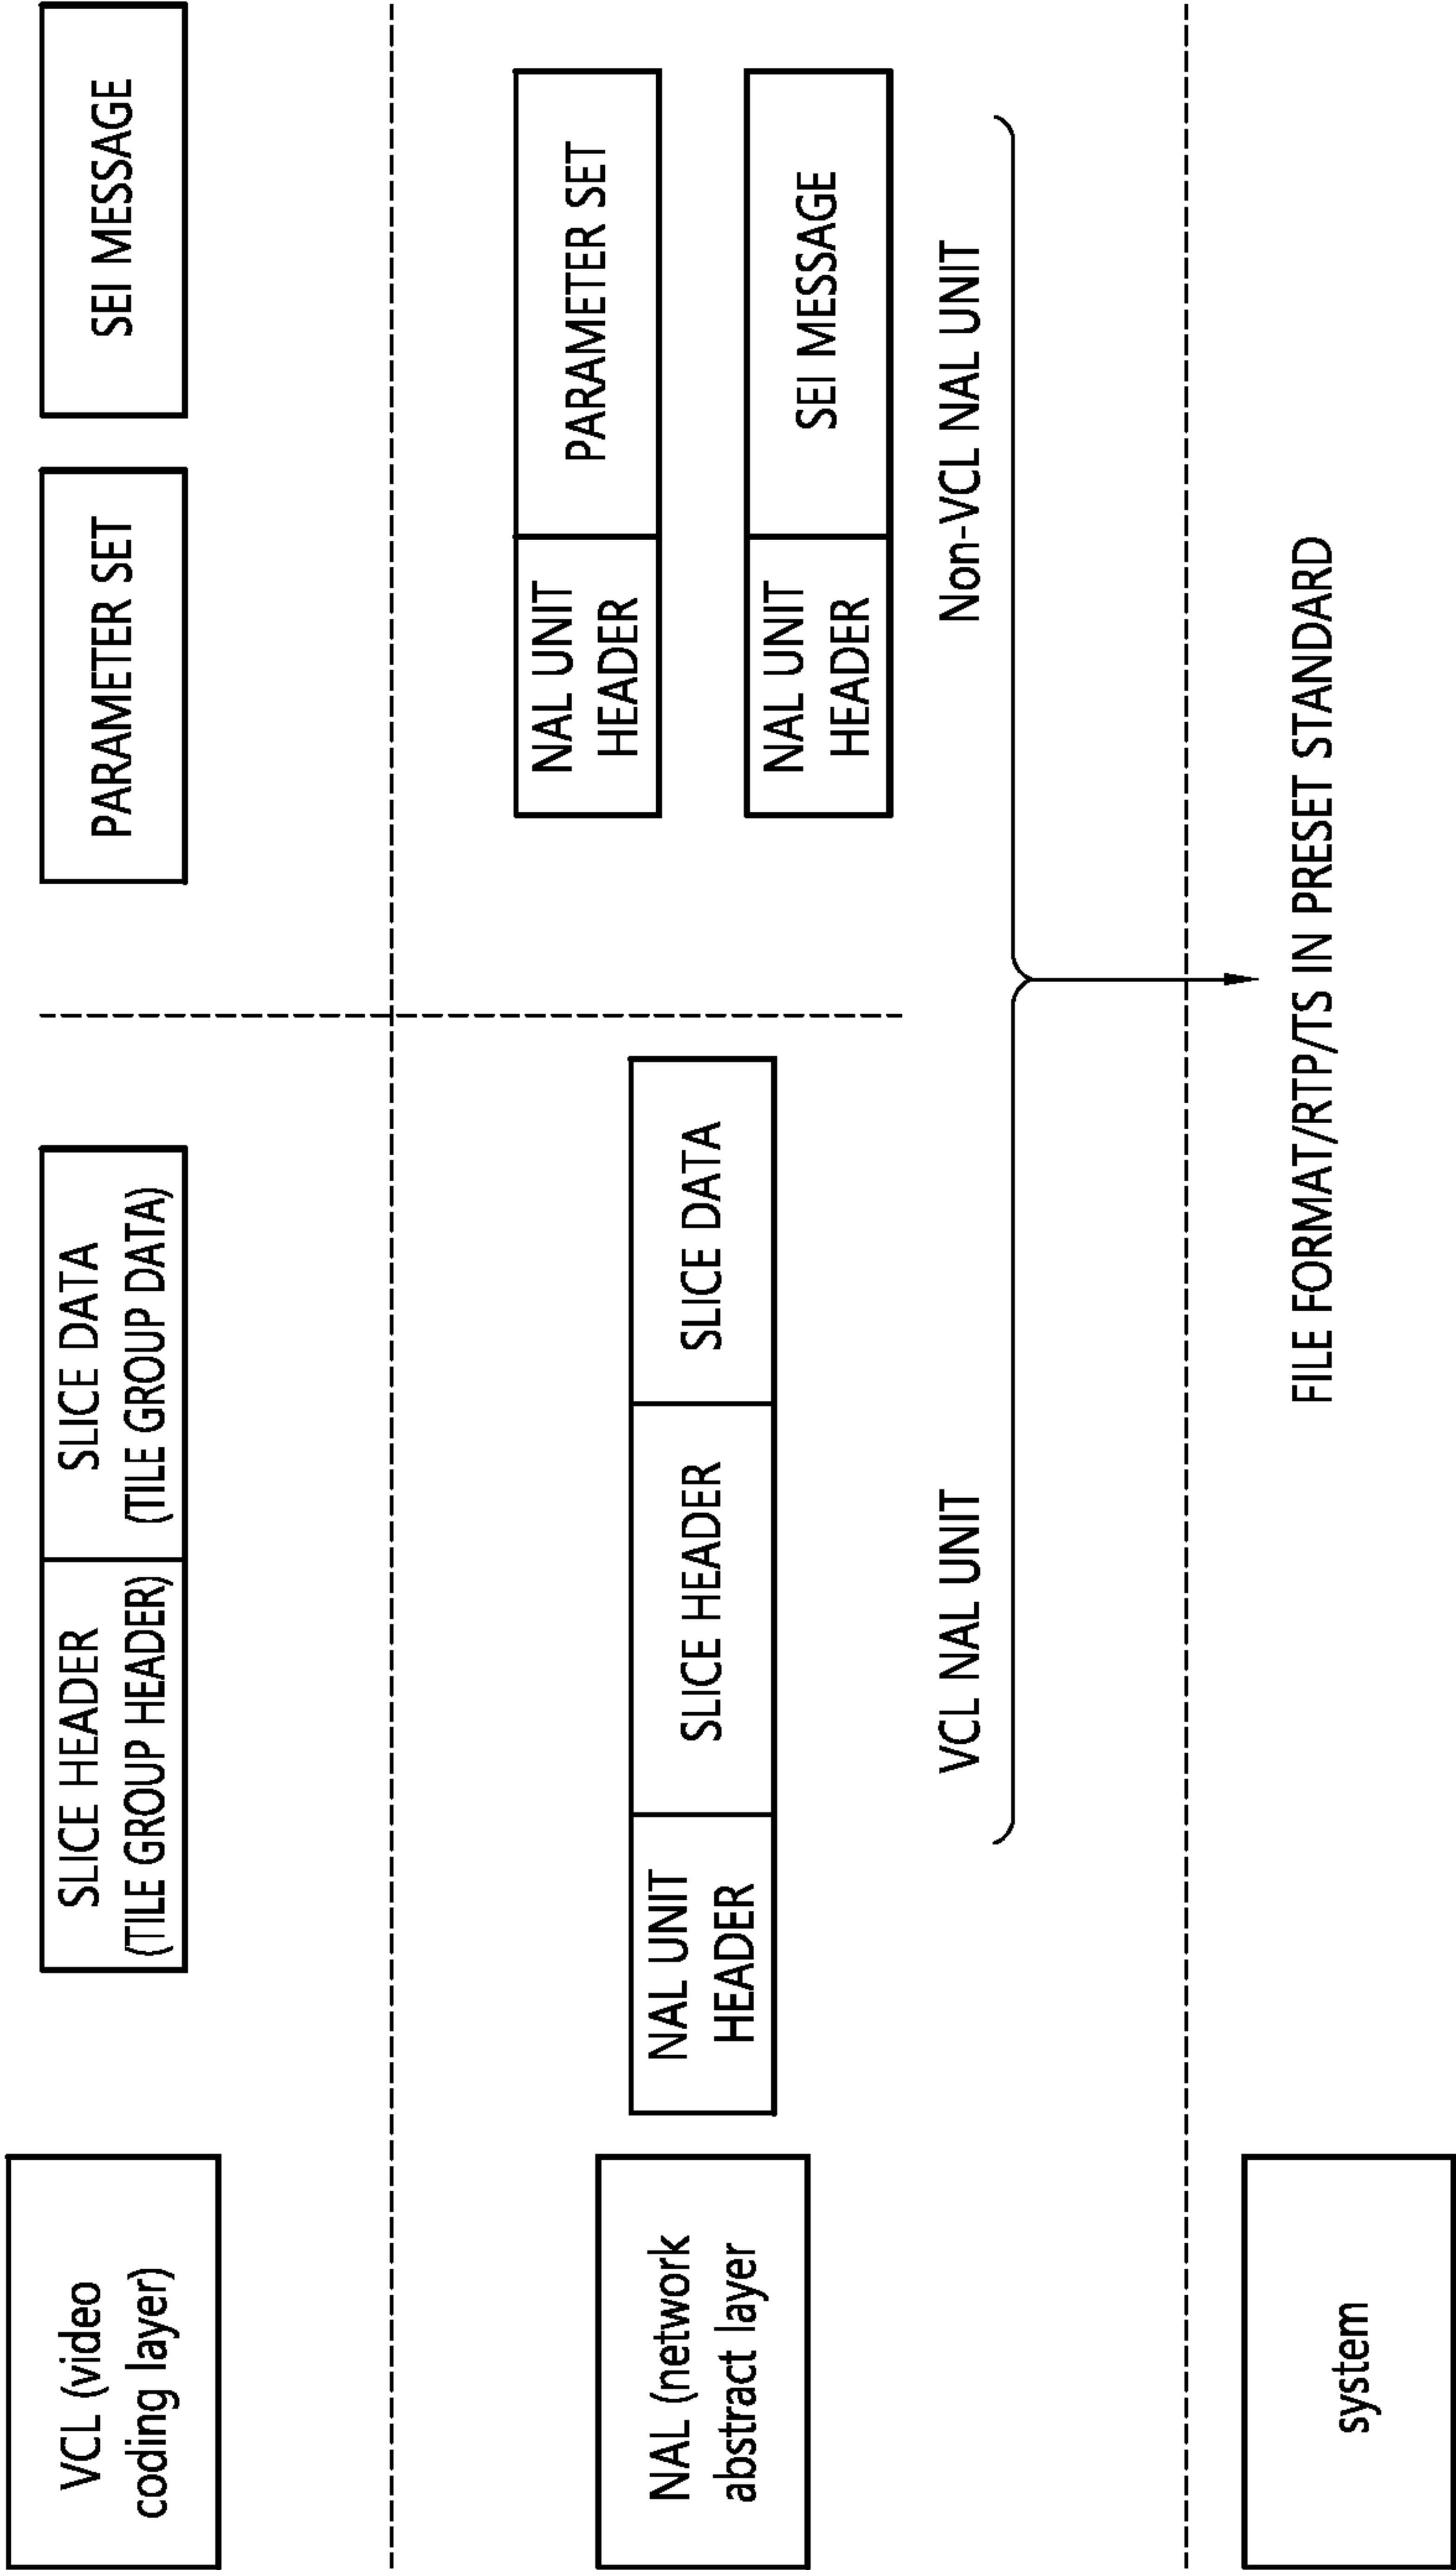 VCL (video
coding layer)
SLICE HEADER
(TILE GROUP HEADER)
SLICE DATA
(TILE GROUP DATA)
PARAMETER SET
SEI MESSAGE
NAL (network
abstract layer
NAL UNIT
HEADER
SLICE HEADER
SLICE DATA
NAL UNIT
HEADER
PARAMETER SET
NAL UNIT
HEADER
SEI MESSAGE
VCL NAL UNIT
Non-VCL NAL UNIT
system
FILE FORMAT/RTP/TS IN PRESET STANDARD